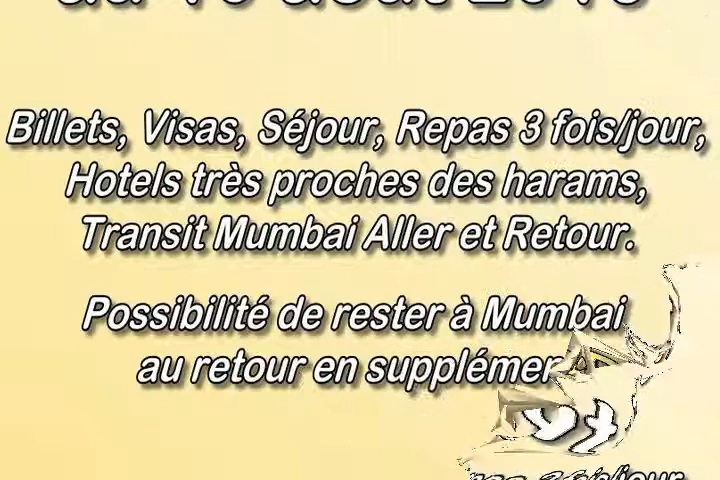 Billets, Visas, Séjour, Repas 3 fois/jour,
Hotels très proches des harams,
Transit Mumbai Aller et Retour.
Possibilité de rester à Mumbai
au retour en